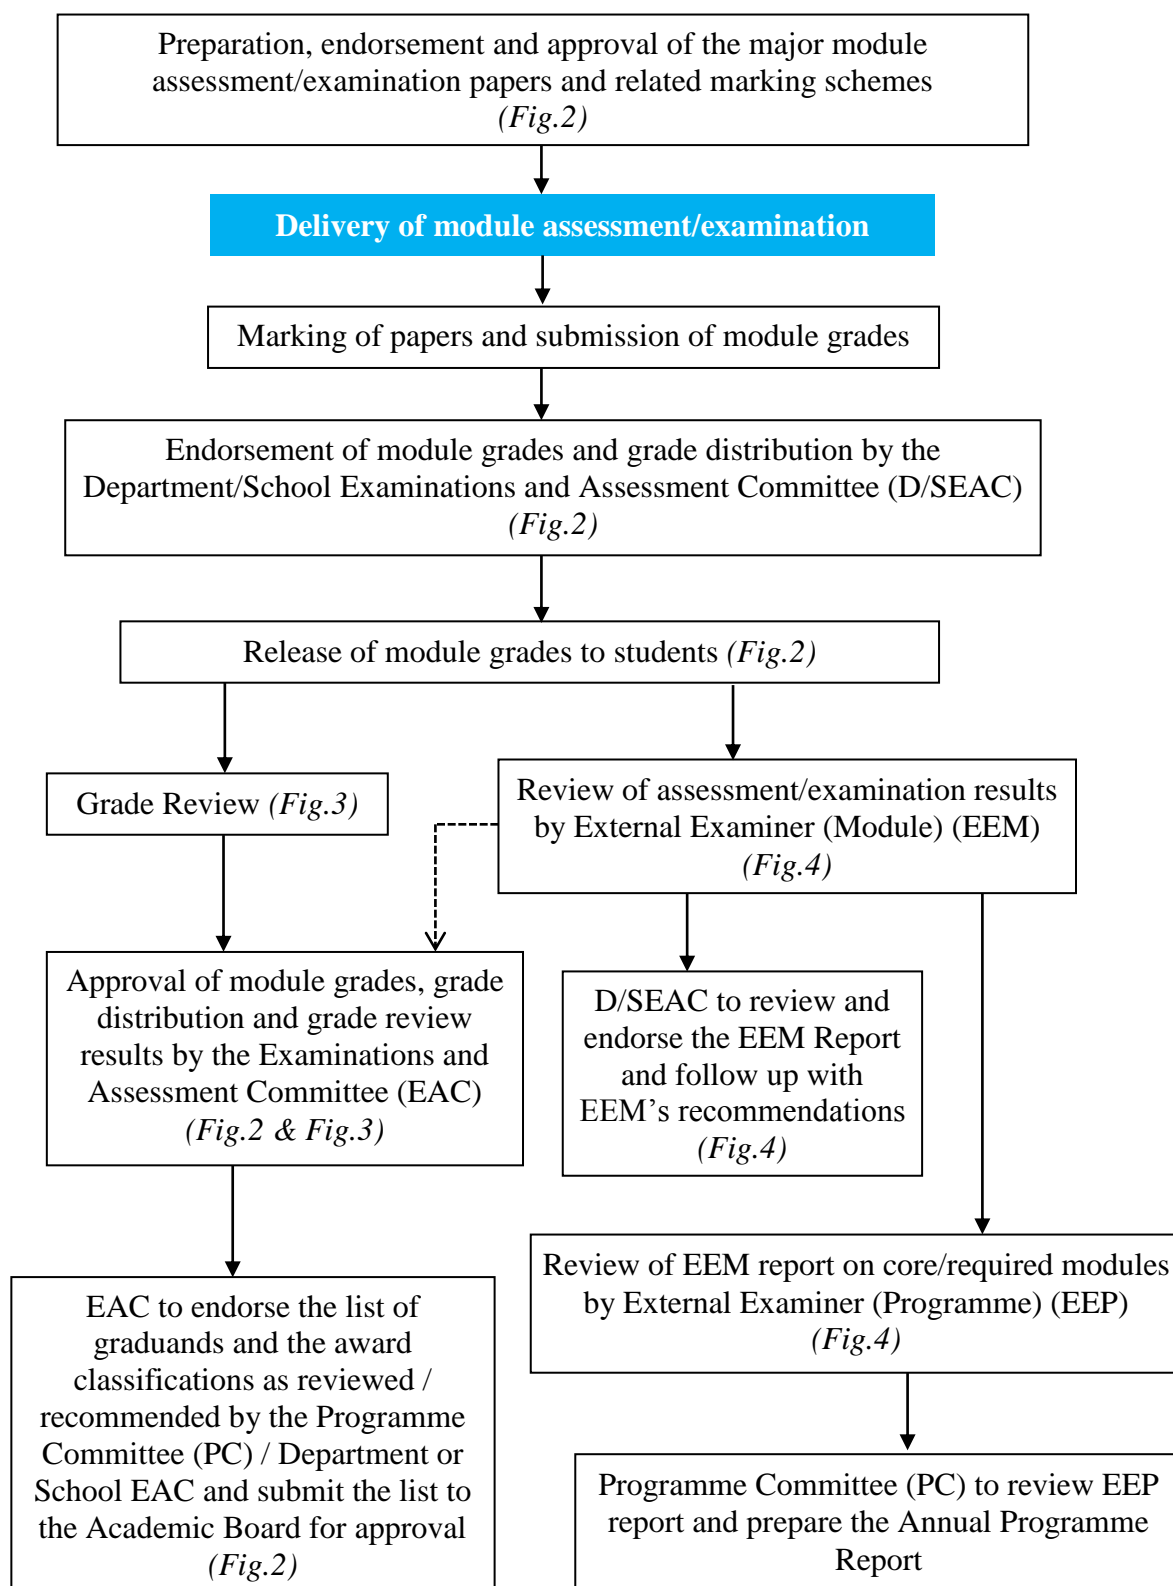 Preparation, endorsement and approval of the major module
assessment/examination papers and related marking schemes
(Fig.2)
Delivery of module assessment/examination
Marking of papers and submission of module grades
Endorsement of module grades and grade distribution by the
Department/School Examinations and Assessment Committee (D/SEAC)
(Fig.2)
Release of module grades to students (Fig.2)
Grade Review (Fig.3)
Review of assessment/examination results
by External Examiner (Module) (EEM)
(Fig.4)
Approval of module grades, grade
distribution and grade review
results by the Examinations and
Assessment Committee (EAC)
(Fig.2 & Fig.3)
D/SEAC to review and
endorse the EEM Report
and follow up with
EEM’s recommendations
(Fig.4)
Review of EEM report on core/required modules
by External Examiner (Programme) (EEP)
(Fig.4)
EAC to endorse the list of
graduands and the award
classifications as reviewed /
recommended by the Programme
Committee (PC) / Department or
School EAC and submit the list to
the Academic Board for approval
(Fig.2)
Programme Committee (PC) to review EEP
report and prepare the Annual Programme
Report